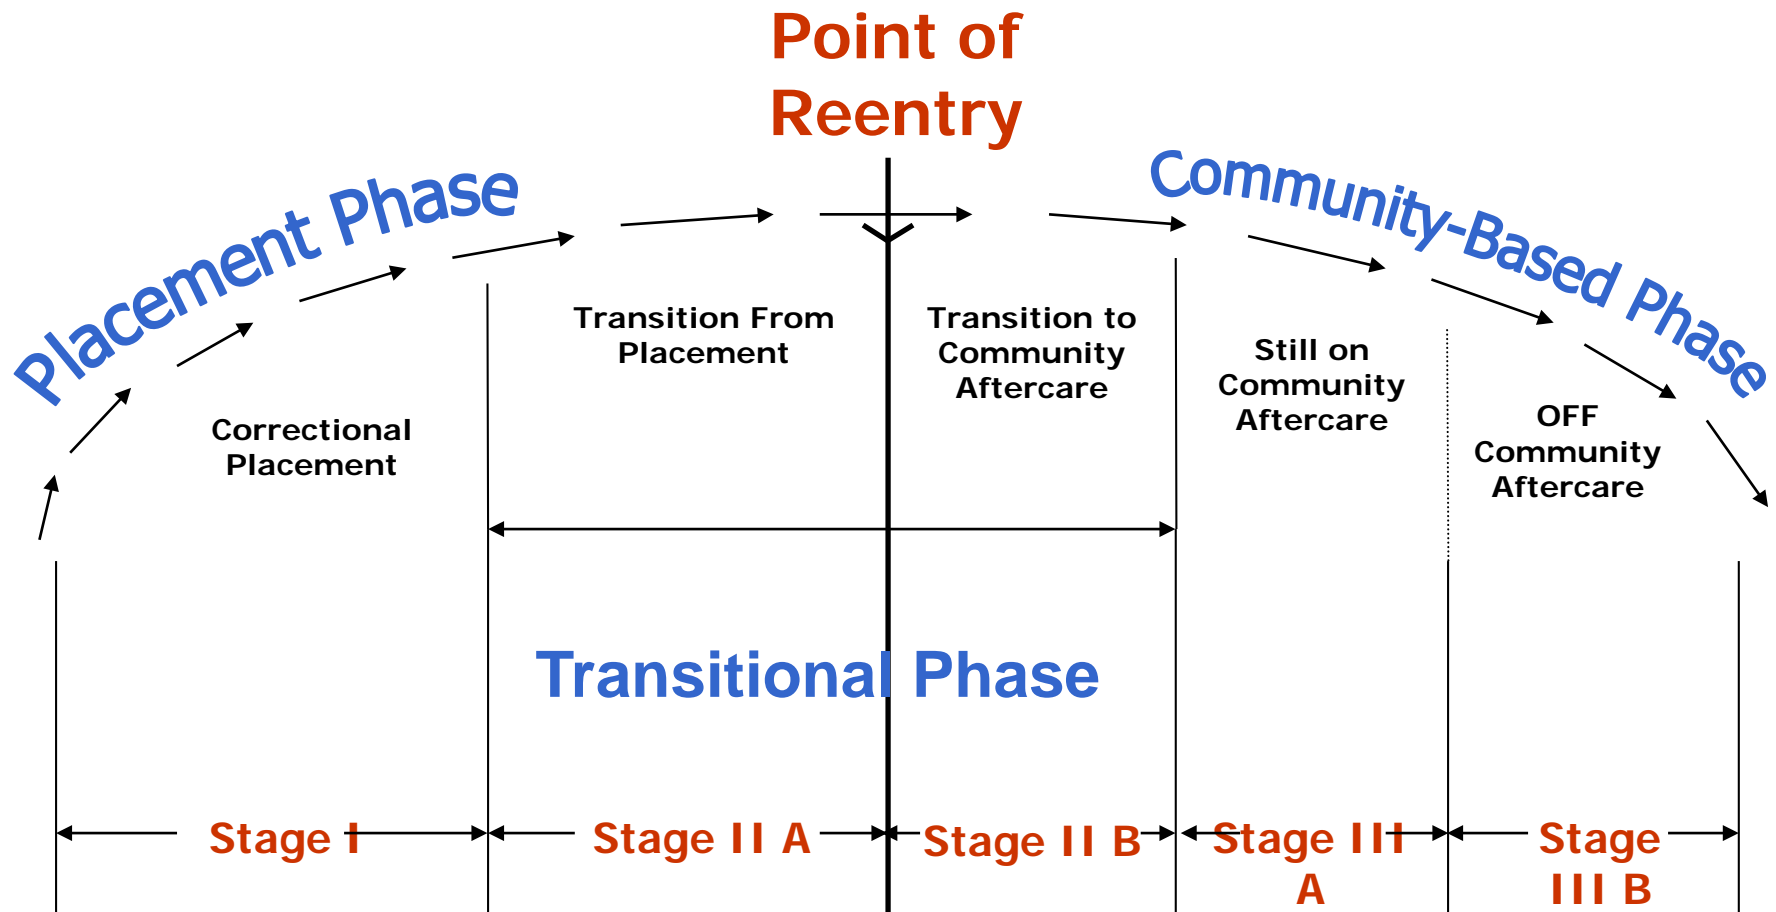 Point of
Reentry
Placement Phase
Community-Based Phase
Transition From
Placement
Transition to
Community
Aftercare
Still on
Community
Aftercare
Correctional
Placement
OFF
Community
Aftercare
Transitional Phase
Stage I
Stage II A
Stage II B
Stage III
A
Stage
III B